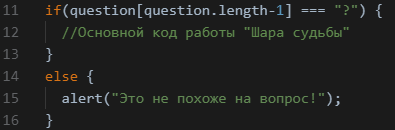 11 if(question[question.length-1] === "?") {
12 //Основной код работы "Шара судьбы"
13 }
14 else {
15 alert("Это не похоже на вопрос!");
16 }